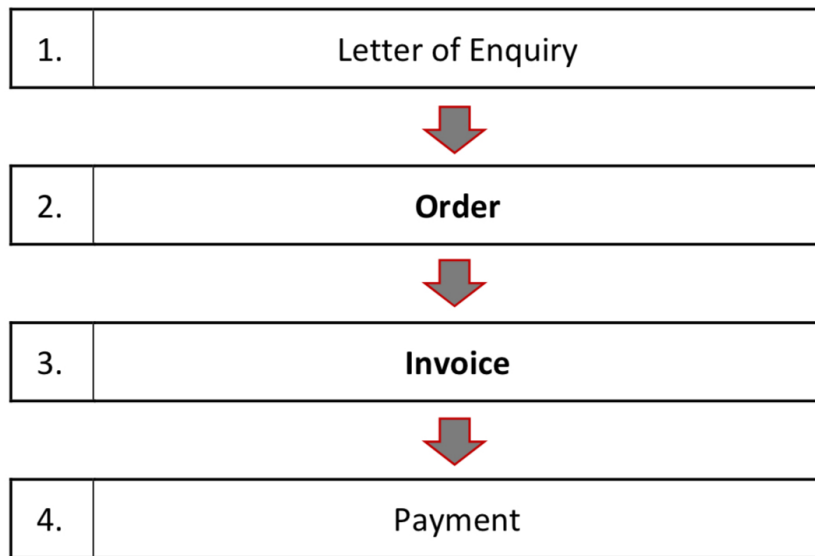 1. Letter of Enquiry
2. Order
3. Invoice
4. Payment